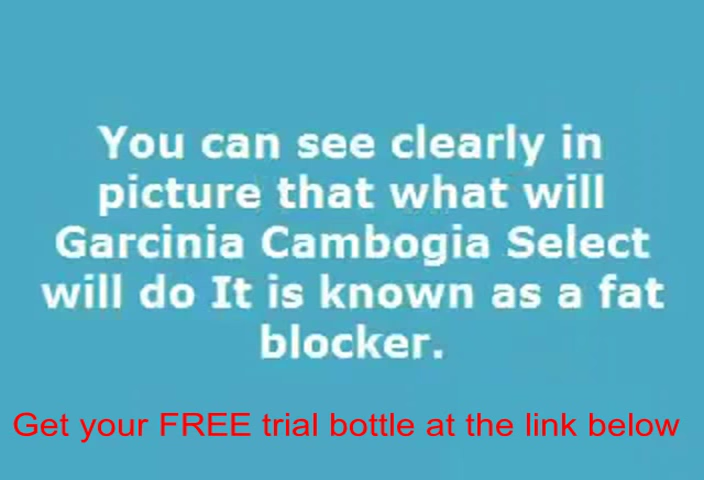 You can see clearly in
picture that what will
Garcinia Cambogia Select
will do It is known as a fat
blocker.
Get your FREE trial bottle at the link below